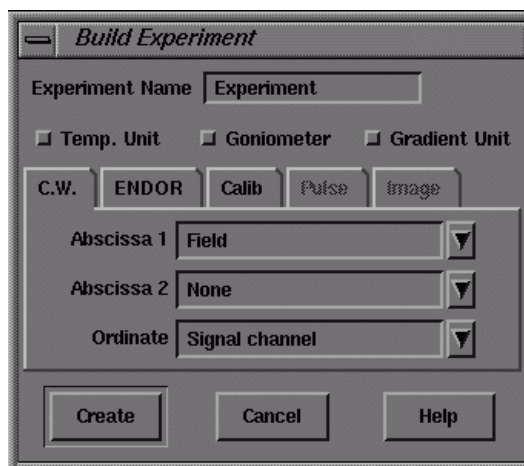 Build Experiment
Experiment Name Experiment
Temp. Unit Goniometer Gradient Unit
C.W. ENDOR Calib Pulse Image
Abscissa 1 Field
Abscissa 2 None
Ordinate Signal channel
Create Cancel Help